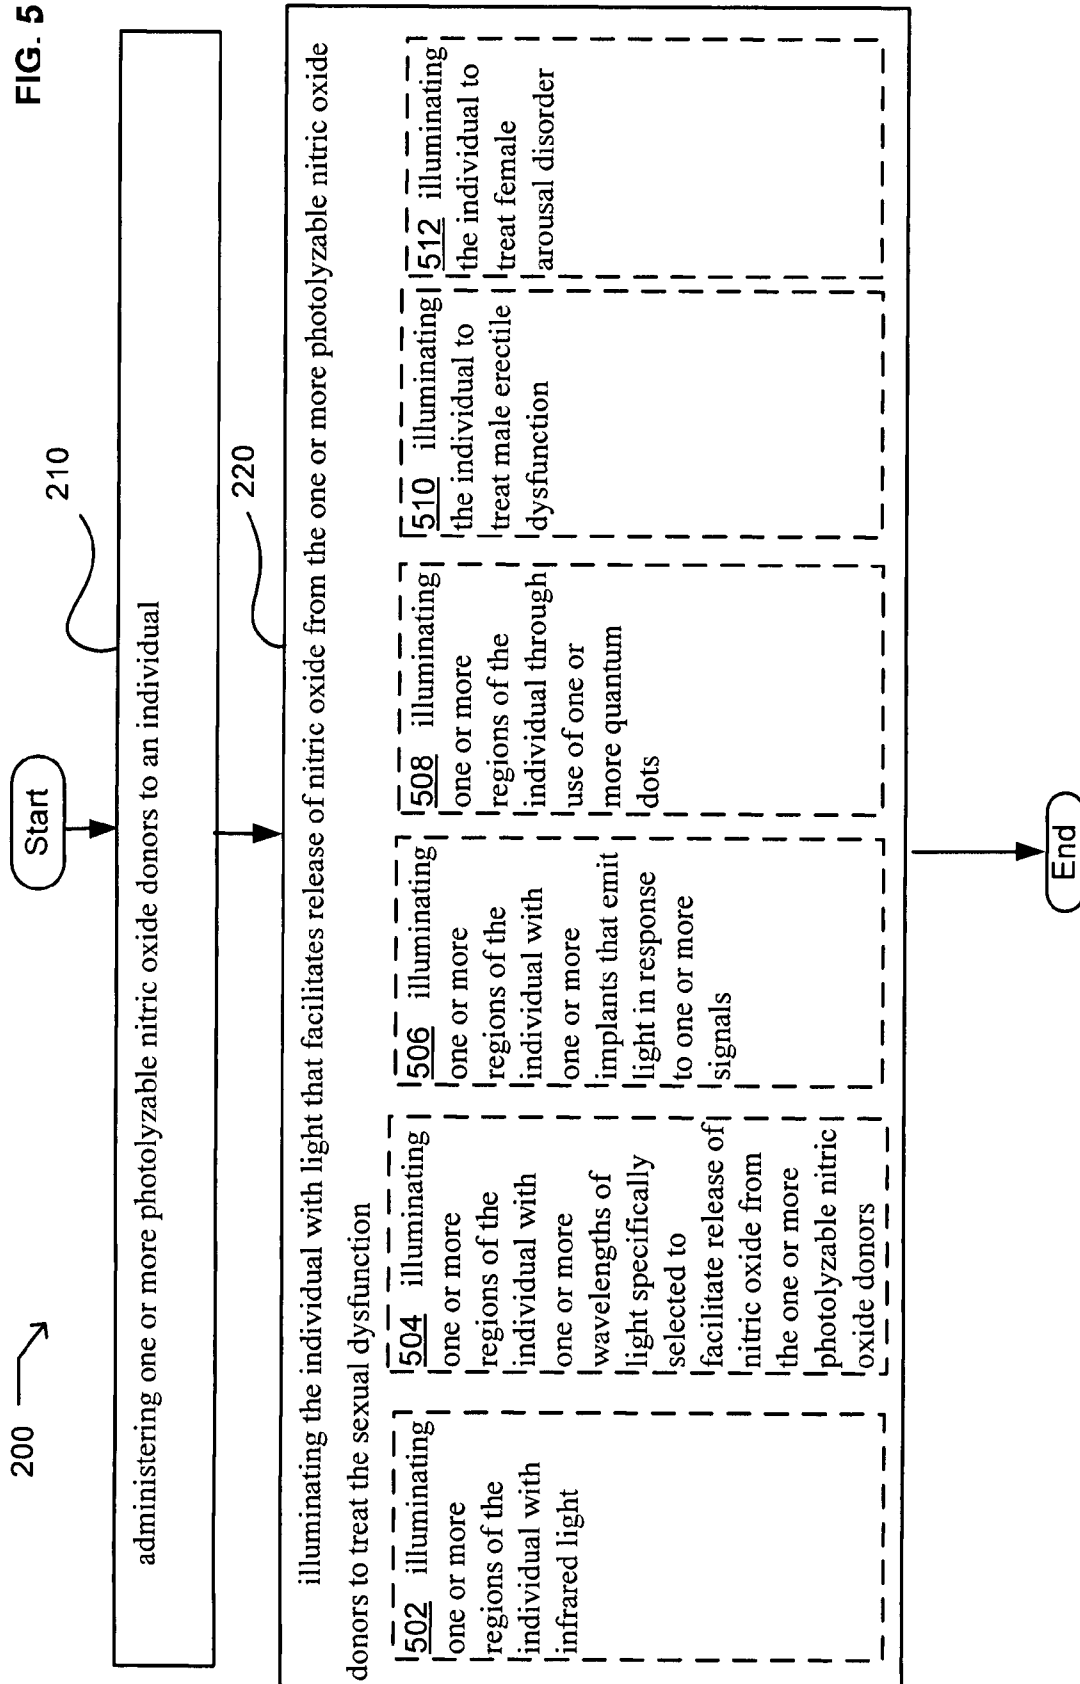 FIG. 5
200
Start
210
administering one or more photolyzable nitric oxide donors to an individual
220
illuminating the individual with light that facilitates release of nitric oxide from the one or more photolyzable nitric oxide
donors to treat the sexual dysfunction
502 illuminating
one or more
regions of the
individual with
infrared light
504 illuminating
one or more
regions of the
individual with
one or more
wavelengths of
light specifically
selected to
facilitate release of
nitric oxide from
the one or more
photolyzable nitric
oxide donors
506 illuminating
one or more
regions of the
individual with
one or more
implants that emit
light in response
to one or more
signals
508 illuminating
one or more
regions of the
individual through
use of one or
more quantum
dots
510 illuminating
the individual to
treat male erectile
dysfunction
512 illuminating
the individual to
treat female
arousal disorder
End